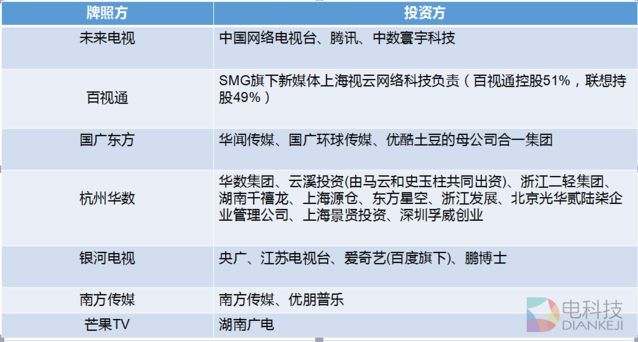 牌照方 投资方
未来电视 中国网络电视台、腾讯、中数寰宇科技
百视通 SMG旗下新媒体上海视云网络科技负责（百视通控股51%，联想持
股49%）
国广东方 华闻传媒、国广环球传媒、优酷土豆的母公司合一集团
杭州华数 华数集团、云溪投资(由马云和史玉柱共同出资)、浙江二轻集团、
湖南千禧龙、上海源仓、东方星空、浙江发展、北京光华贰陆柒企
业管理公司、上海景贤投资、深圳孚威创业
银河电视 央广、江苏电视台、爱奇艺(百度旗下)、鹏博士
南方传媒 南方传媒、优朋普乐
芒果TV 湖南广电
电科技
DIANKEJI